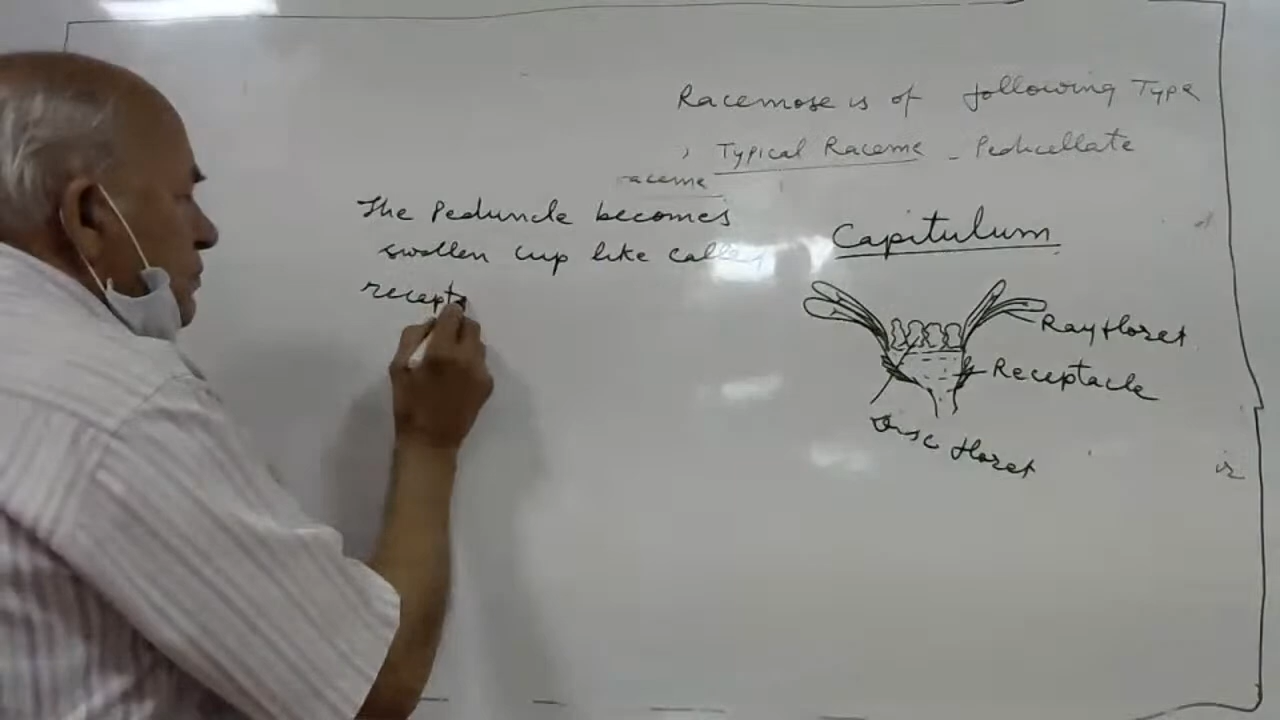 Racemose is of following Type
, Typical Raceme - Pedicellate
raceme
The Peduncle becomes
swollen cup like called
recepta
Capitulum
Ray floret
Receptacle
Disc floret